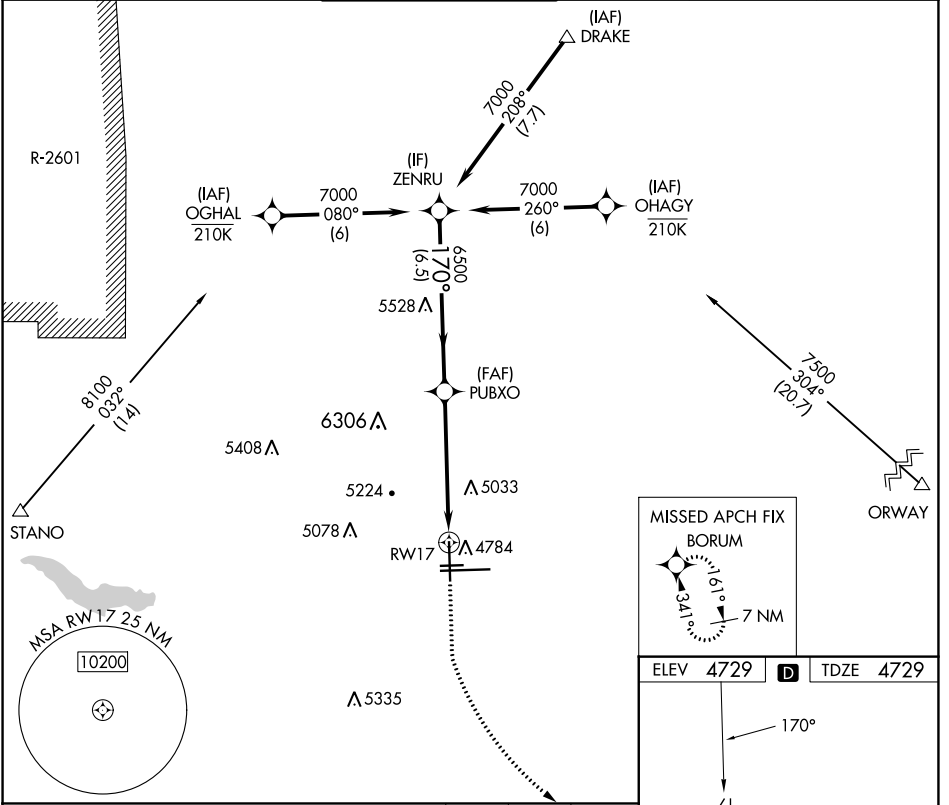 (IAF)
DRAKE
7000
208°
(7.7)
R-2601
(IF)
ZENRU
(IAF)
OGHAL
210K
7000
080°
(6)
7000
260°
(6)
(IAF)
OHAGY
210K
6500
170°
(6.5)
5528
8100
032°
(14)
7500
304°
(20.7)
(FAF)
PUBXO
6306
5408
5224
5033
5078
STANO
ORWAY
RW17
4784
MISSED APCH FIX
BORUM
161°
341°
7 NM
MSA RW17 25 NM
10200
5335
ELEV 4729 D TDZE 4729
170°